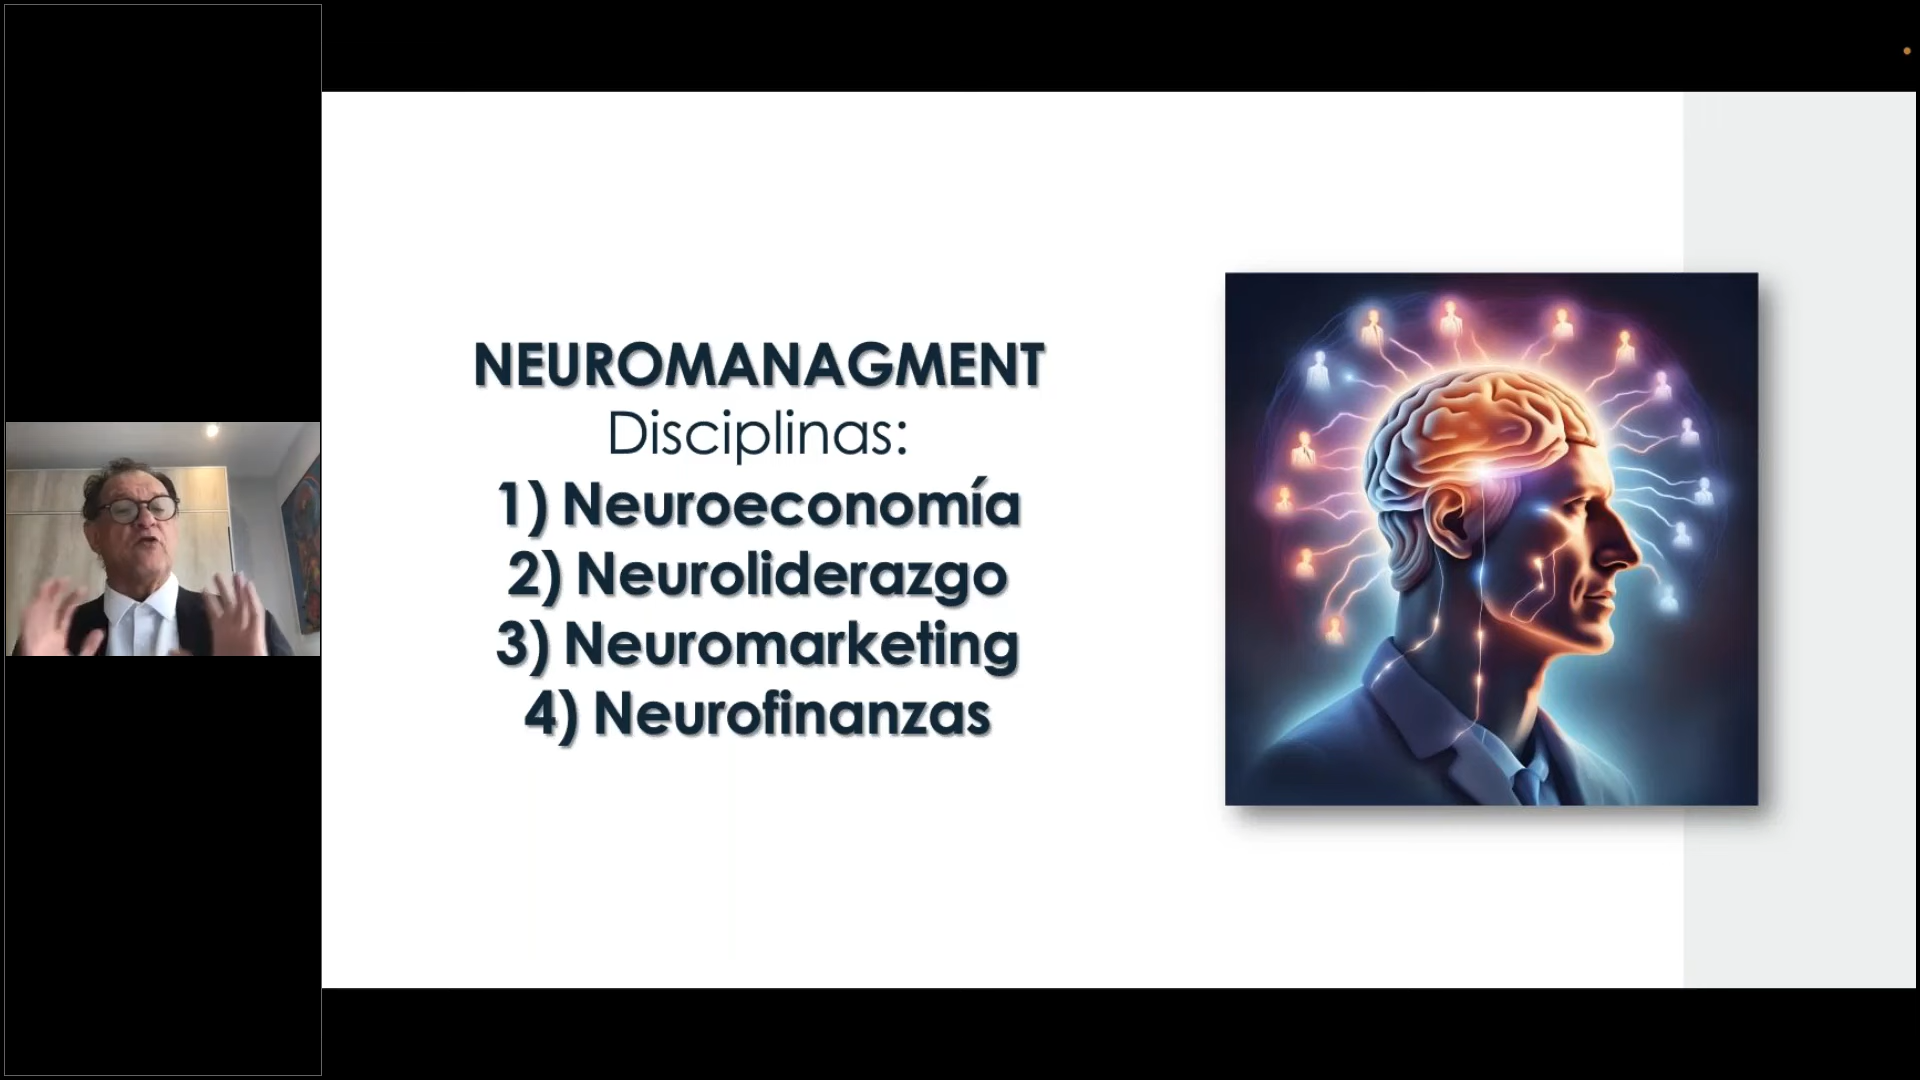 NEUROMANAGMENT
Disciplinas:
1) Neuroeconomía
2) Neuroliderazgo
3) Neuromarketing
4) Neurofinanzas